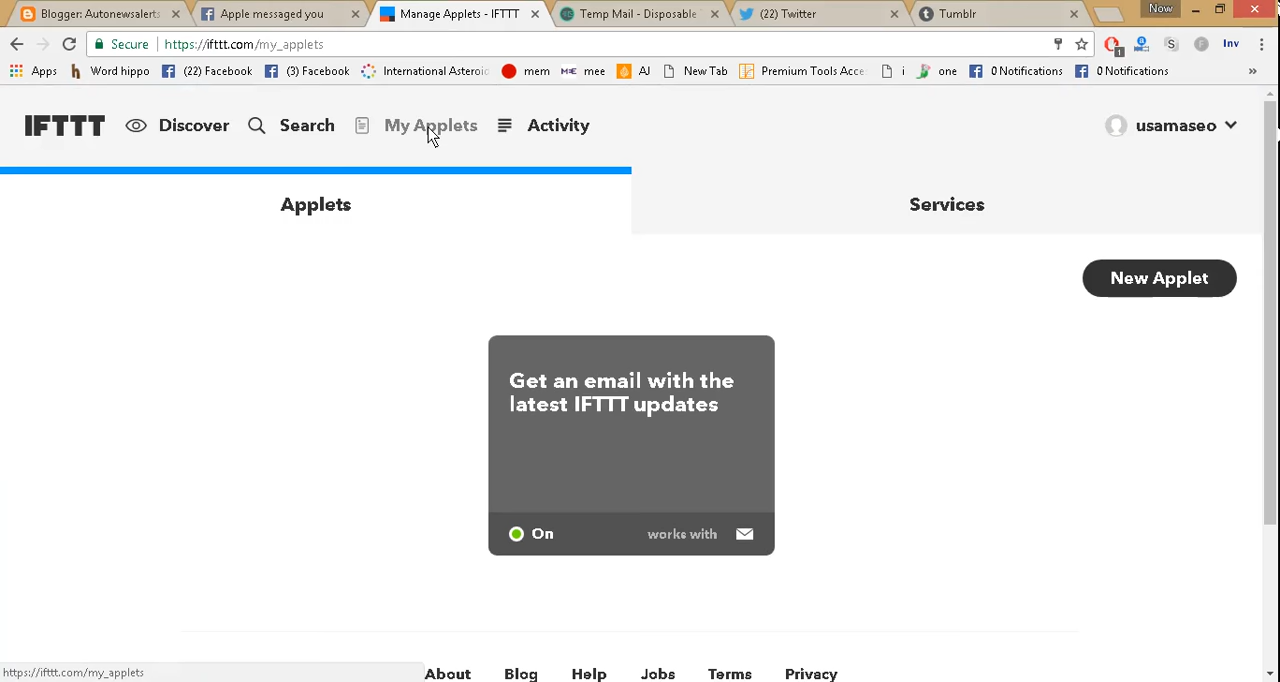 Blogger: Autonewsalerts
Apple messaged you
Manage Applets - IFTTT
Temp Mail - Disposable
(22) Twitter
Tumblr
Now
Secure
https://ifttt.com/my_applets
S
F
Inv
1
Apps
Word hippo
(22) Facebook
(3) Facebook
International Asteroid
mem
mee
AJ
New Tab
Premium Tools Acce
i
one
0 Notifications
0 Notifications
»
IFTTT
Discover
Search
My Applets
Activity
usamaseo
Applets
Services
New Applet
Get an email with the
latest IFTTT updates
On
works with
https://ifttt.com/my_applets
About
Blog
Help
Jobs
Terms
Privacy